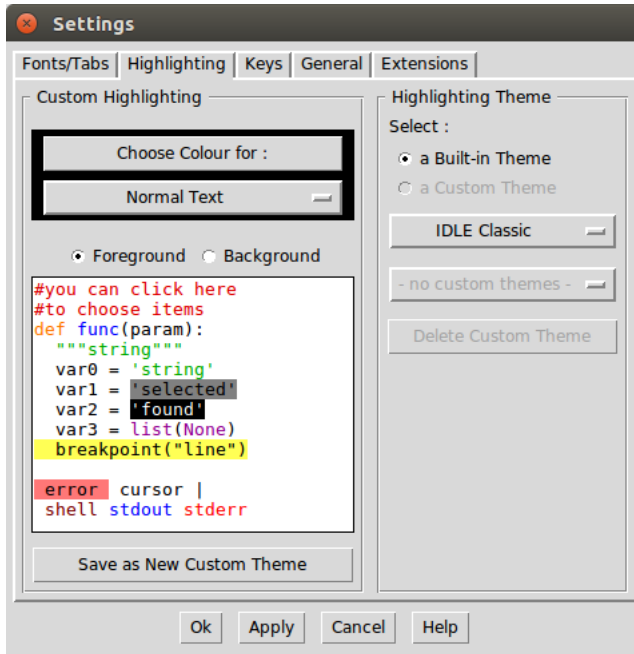 Settings
Fonts/Tabs Highlighting Keys General Extensions
Custom Highlighting
Choose Colour for :
Normal Text
Foreground Background
#you can click here
#to choose items
def func(param):
  """string"""
  var0 = 'string'
  var1 = 'selected'
  var2 = 'found'
  var3 = list(None)
  breakpoint("line")
 error  cursor |
 shell stdout stderr
Save as New Custom Theme
Highlighting Theme
Select :
a Built-in Theme
a Custom Theme
IDLE Classic
- no custom themes -
Delete Custom Theme
Ok Apply Cancel Help